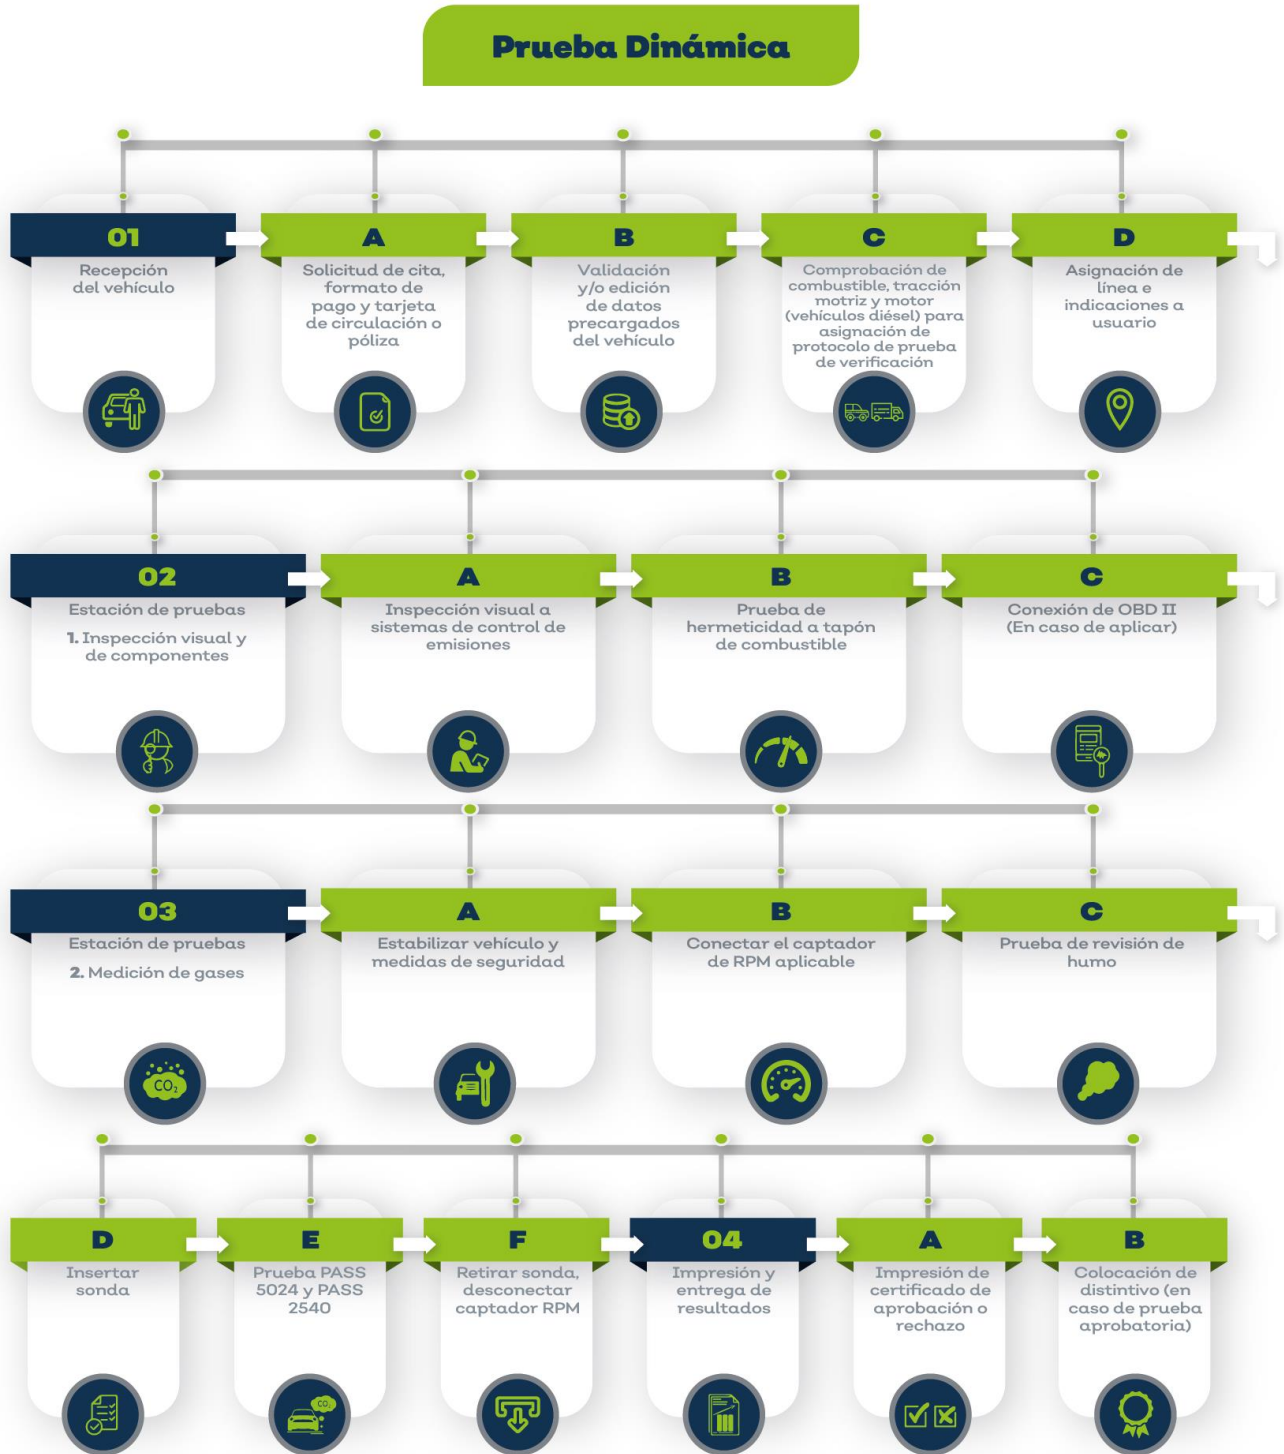 Prueba Dinámica
01
Recepción
del vehículo
A
Solicitud de cita,
formato de
pago y tarjeta
de circulación o
póliza
B
Validación
y/o edición
de datos
precargados
del vehículo
C
Comprobación de
combustible, tracción
motriz y motor
(vehículos diésel) para
asignación de
protocolo de prueba
de verificación
D
Asignación de
línea e
indicaciones a
usuario
02
Estación de pruebas
1. Inspección visual y
de componentes
A
Inspección visual a
sistemas de control de
emisiones
B
Prueba de
hermeticidad a tapón
de combustible
C
Conexión de OBD II
(En caso de aplicar)
03
Estación de pruebas
2. Medición de gases
CO2
A
Estabilizar vehículo y
medidas de seguridad
B
Conectar el captador
de RPM aplicable
C
Prueba de revisión de
humo
D
Insertar
sonda
E
Prueba PASS
5024 y PASS
2540
CO2
F
Retirar sonda,
desconectar
captador RPM
04
Impresión y
entrega de
resultados
A
Impresión de
certificado de
aprobación o
rechazo
B
Colocación de
distintivo (en
caso de prueba
aprobatoria)